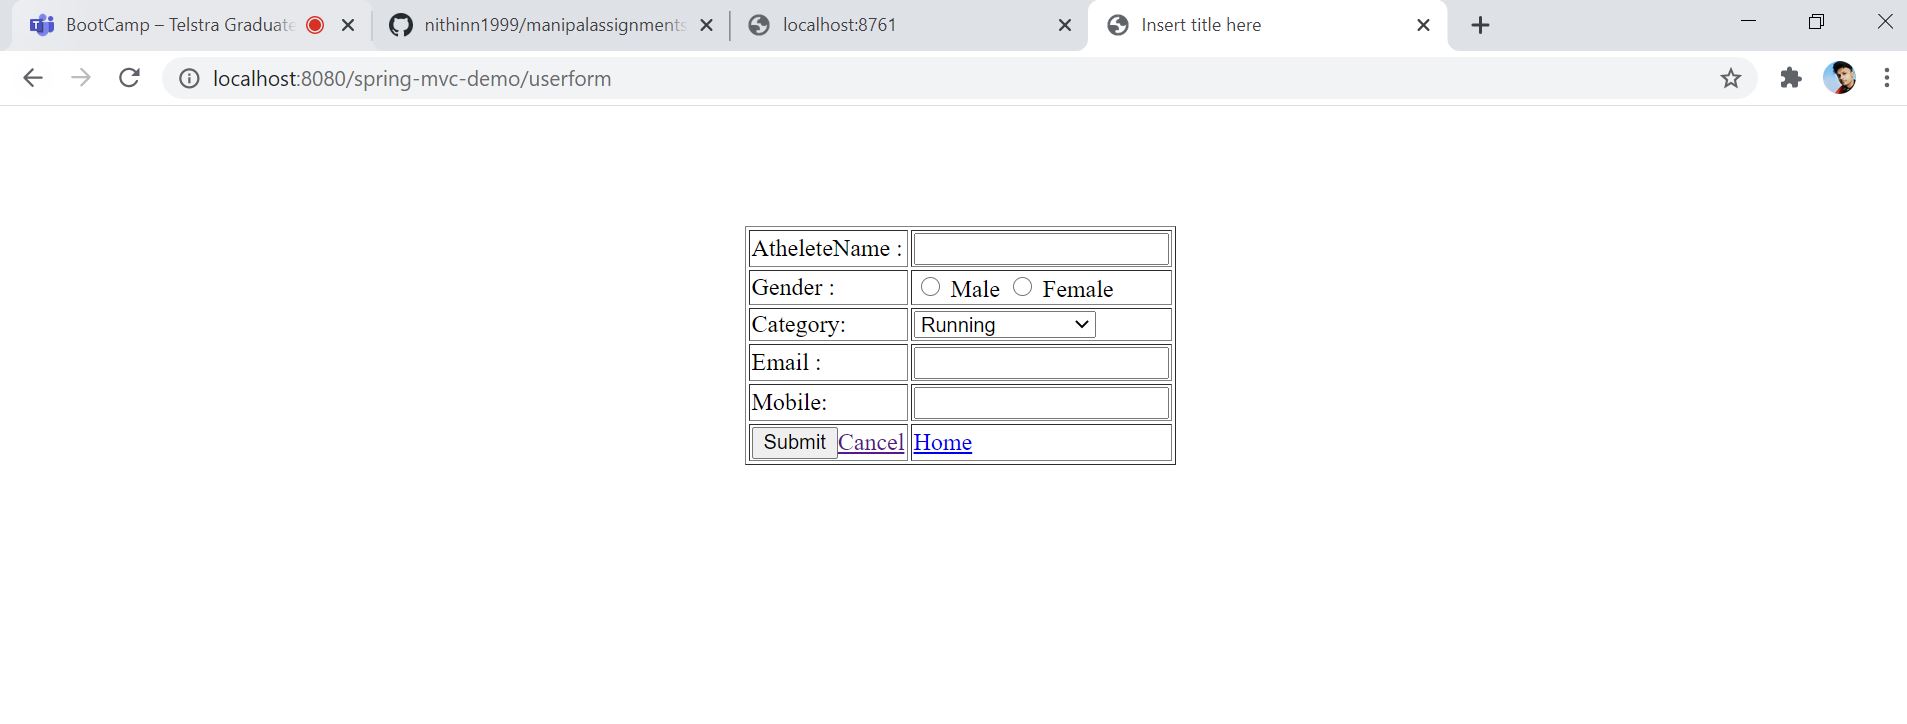 BootCamp – Telstra Graduate
nithinn1999/manipalassignments
localhost:8761
Insert title here
localhost:8080/spring-mvc-demo/userform
AtheleteName :
Gender : Male Female
Category: Running
Email :
Mobile:
Submit Cancel Home